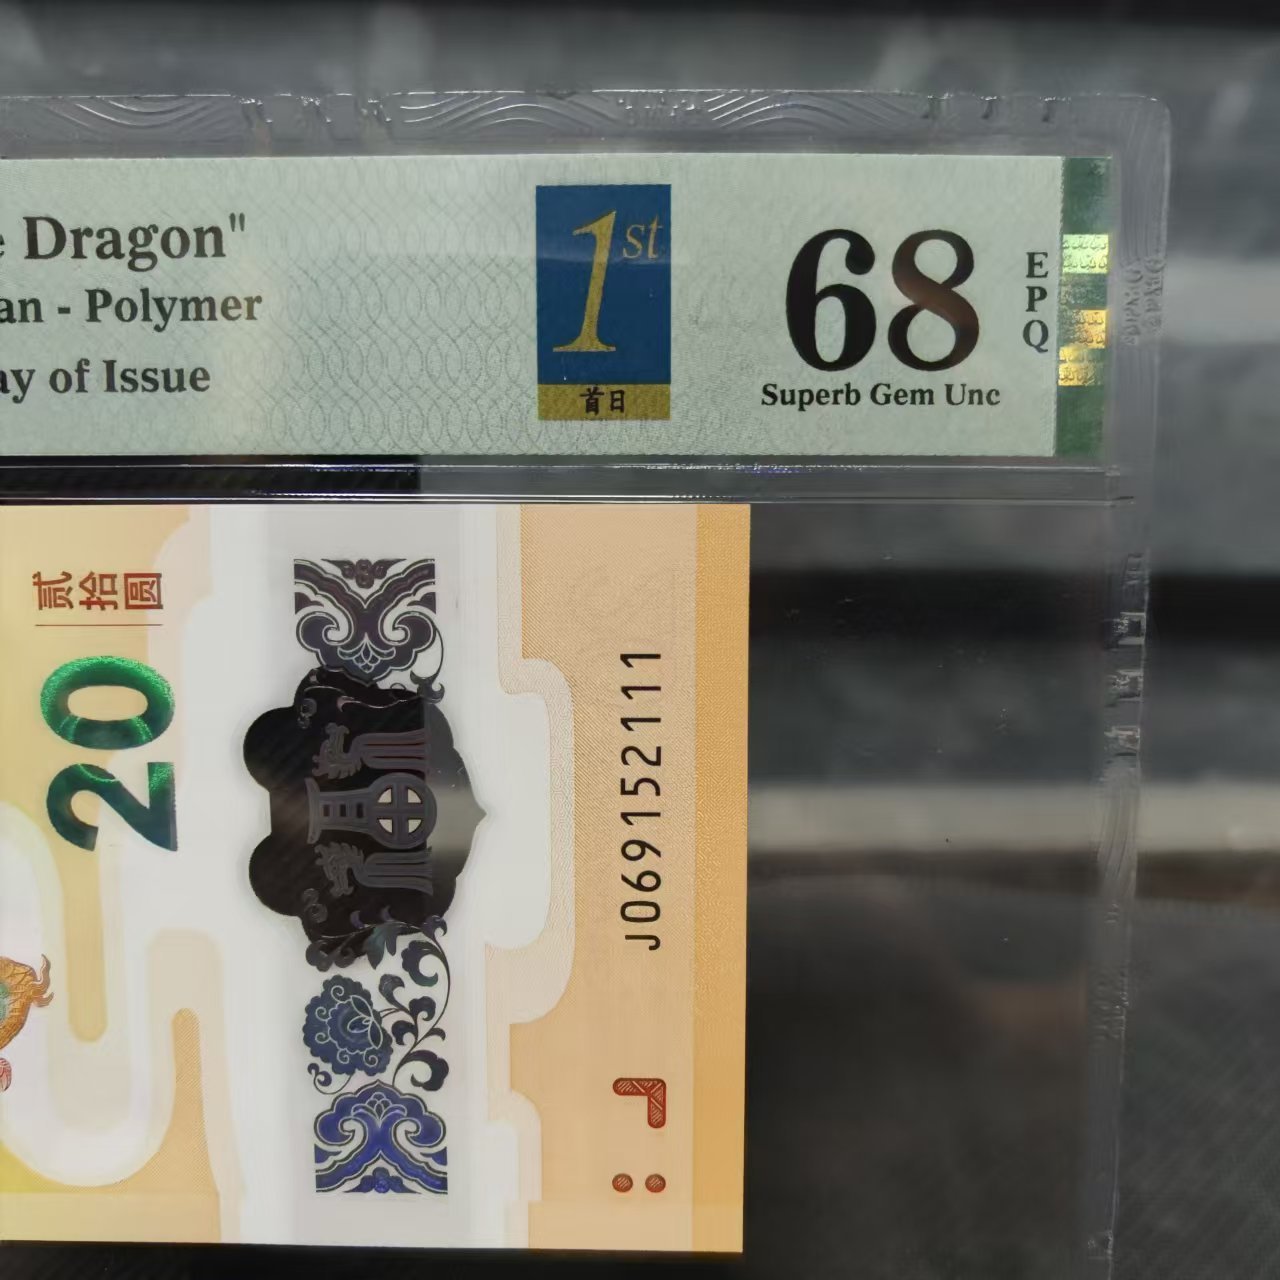 e Dragon"
an - Polymer
ay of Issue
1st
首日
68
EPQ
Superb Gem Unc
贰拾圆
20
J069152111